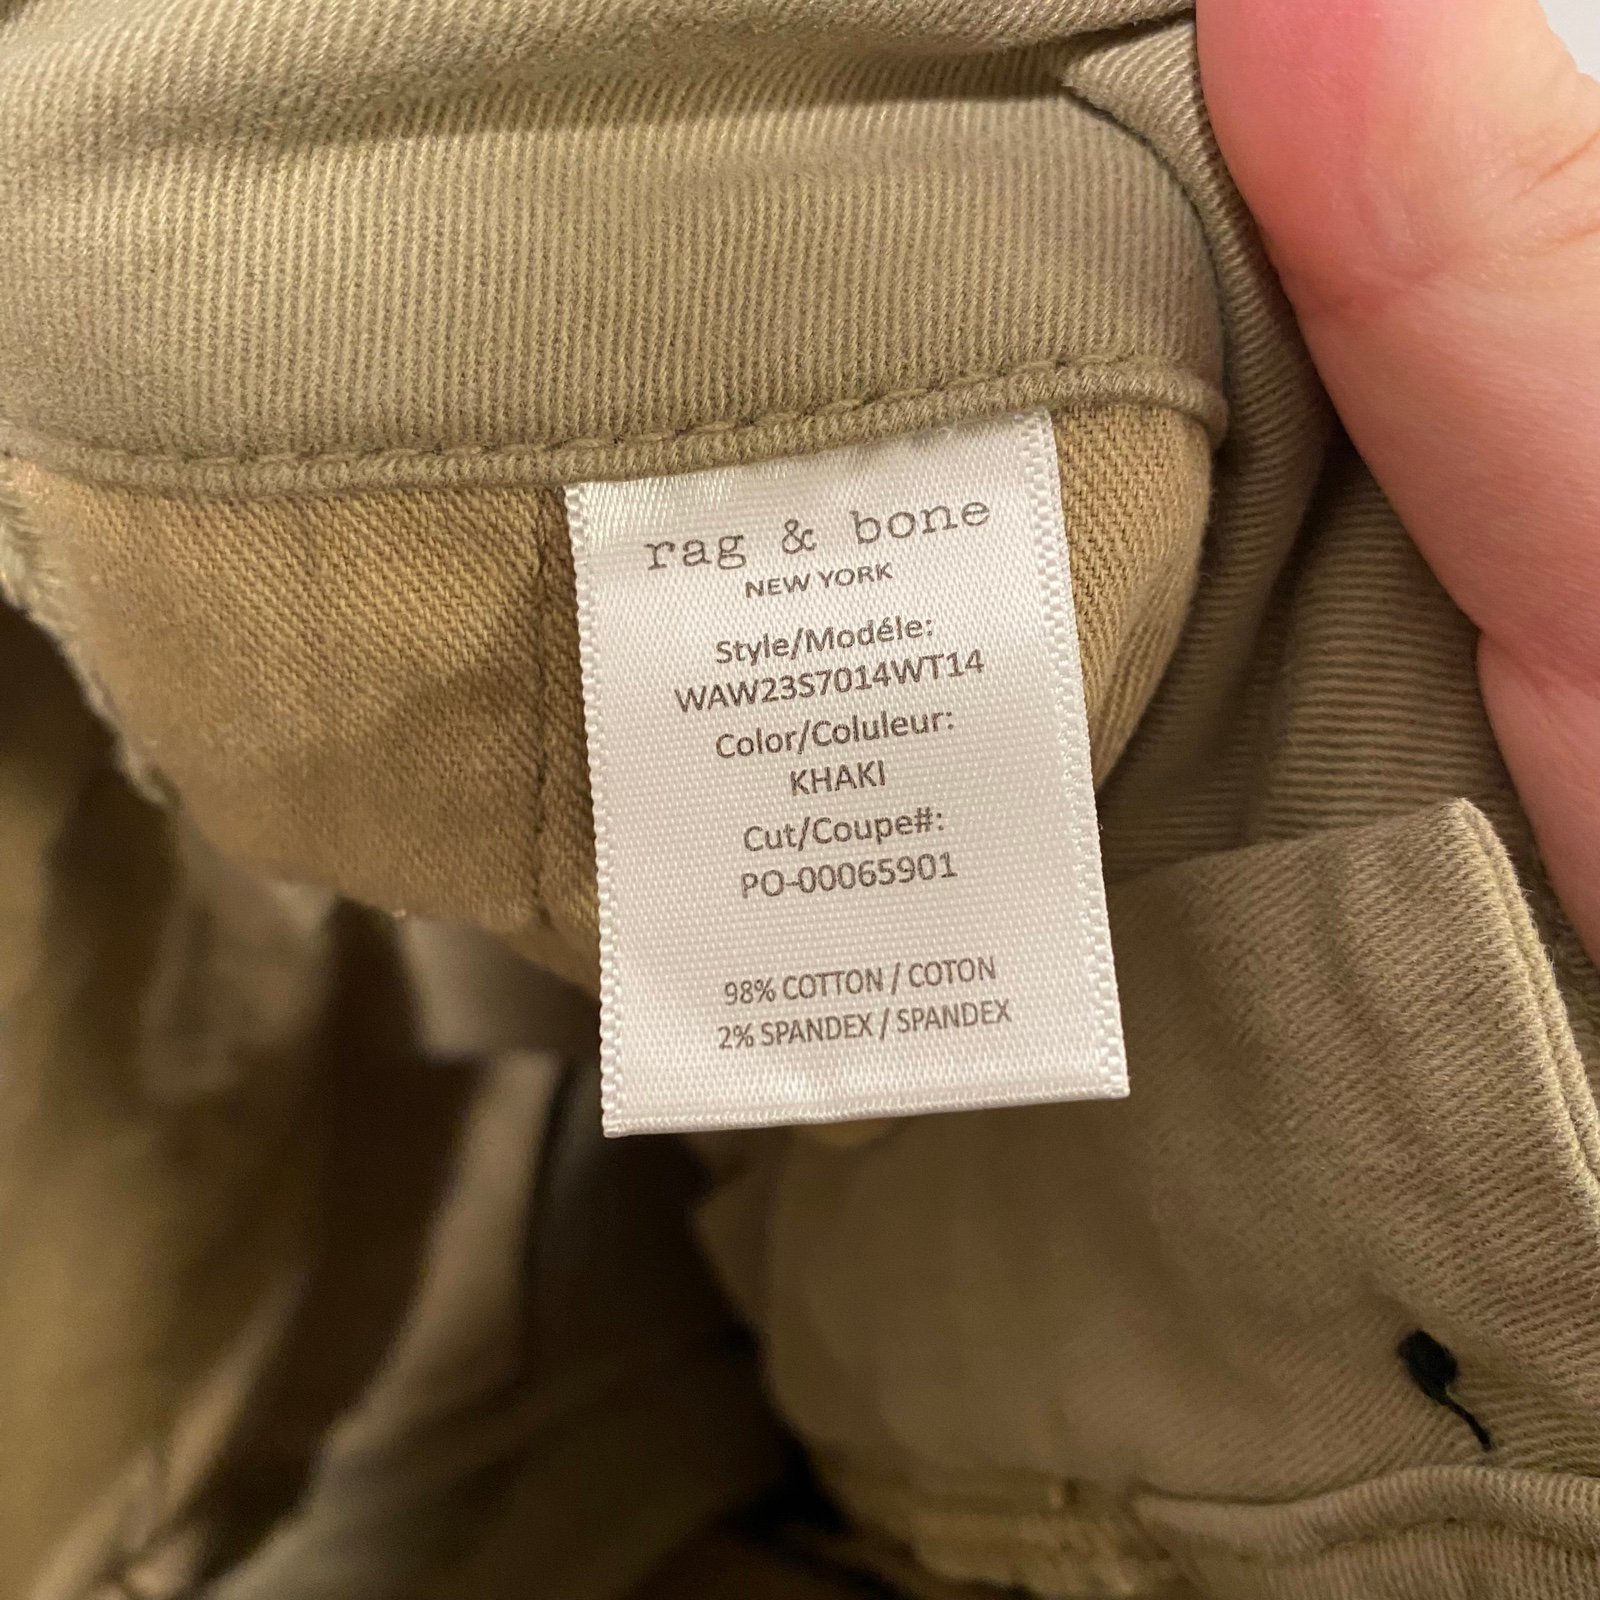 rag & bone
NEW YORK
Style/Modéle:
WAW23S7014WT14
Color/Coluleur:
KHAKI
Cut/Coupe#:
PO-00065901
98% COTTON / COTON
2% SPANDEX / SPANDEX